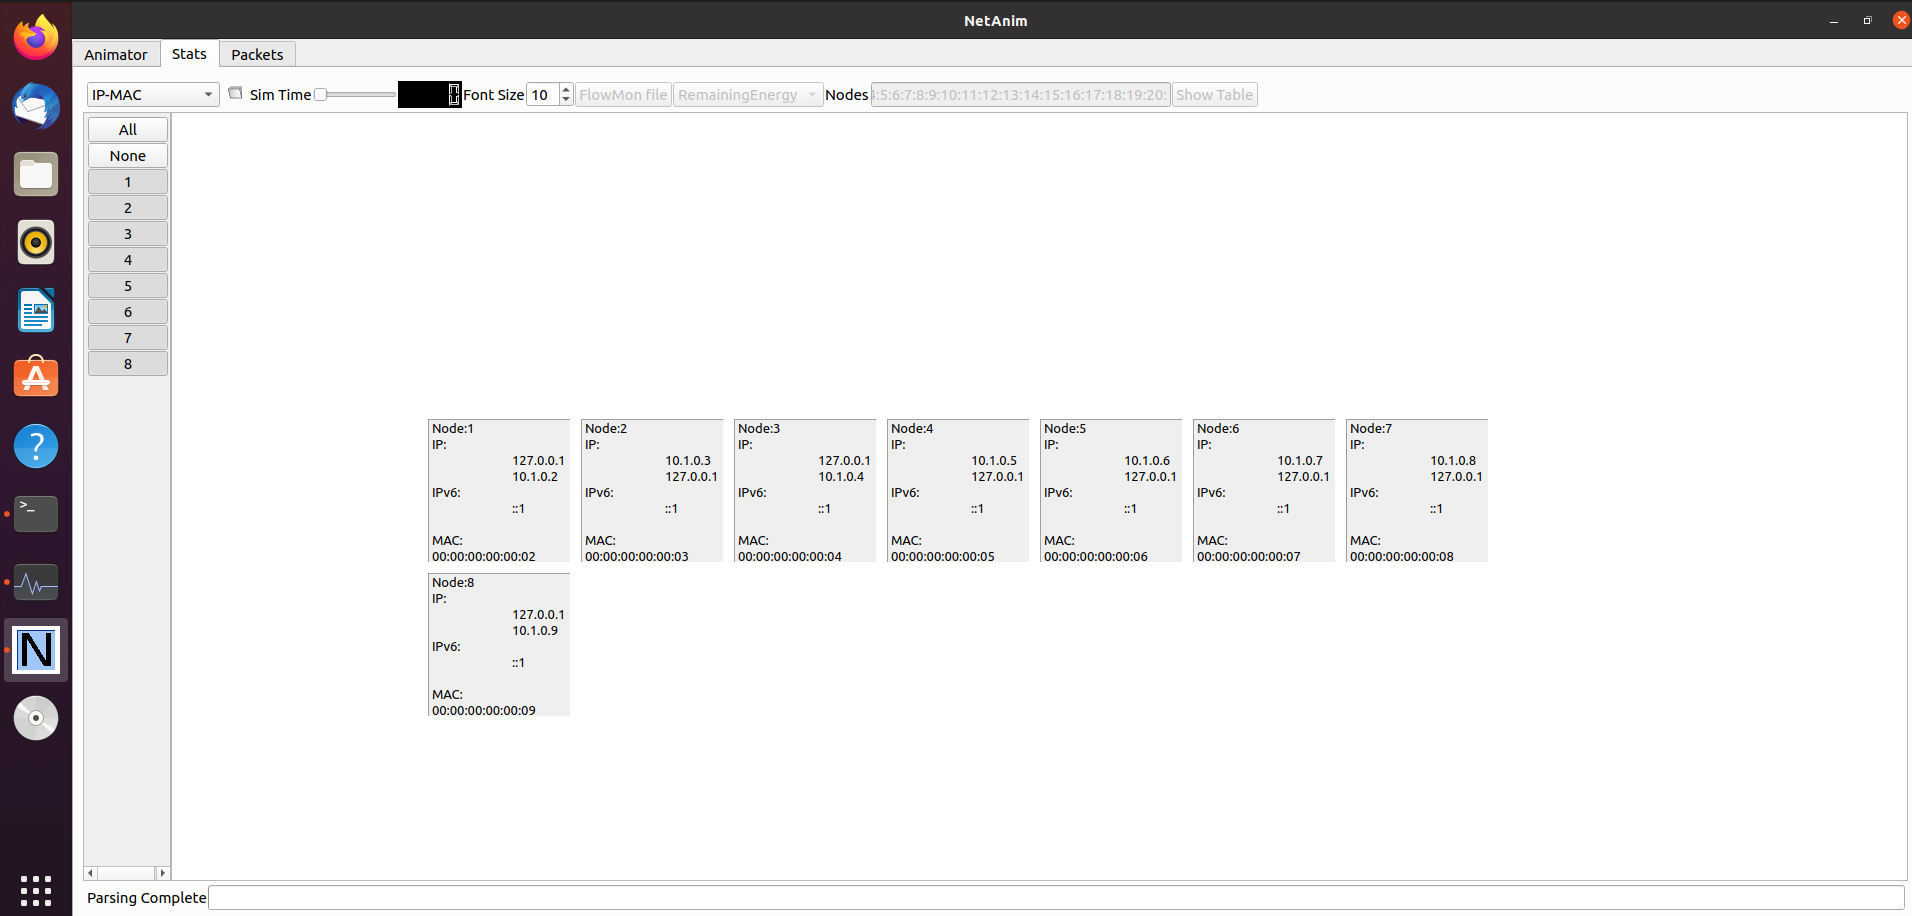 NetAnim
Animator Stats Packets
IP-MAC Sim Time 0 Font Size 10 FlowMon file RemainingEnergy Nodes :5:6:7:8:9:10:11:12:13:14:15:16:17:18:19:20: Show Table
All
None
1
2
3
4
5
6
7
8
Node:1
IP:
127.0.0.1
10.1.0.2
IPv6:
::1
MAC:
00:00:00:00:00:02
Node:2
IP:
10.1.0.3
127.0.0.1
IPv6:
::1
MAC:
00:00:00:00:00:03
Node:3
IP:
127.0.0.1
10.1.0.4
IPv6:
::1
MAC:
00:00:00:00:00:04
Node:4
IP:
10.1.0.5
127.0.0.1
IPv6:
::1
MAC:
00:00:00:00:00:05
Node:5
IP:
10.1.0.6
127.0.0.1
IPv6:
::1
MAC:
00:00:00:00:00:06
Node:6
IP:
10.1.0.7
127.0.0.1
IPv6:
::1
MAC:
00:00:00:00:00:07
Node:7
IP:
10.1.0.8
127.0.0.1
IPv6:
::1
MAC:
00:00:00:00:00:08
Node:8
IP:
127.0.0.1
10.1.0.9
IPv6:
::1
MAC:
00:00:00:00:00:09
Parsing Complete